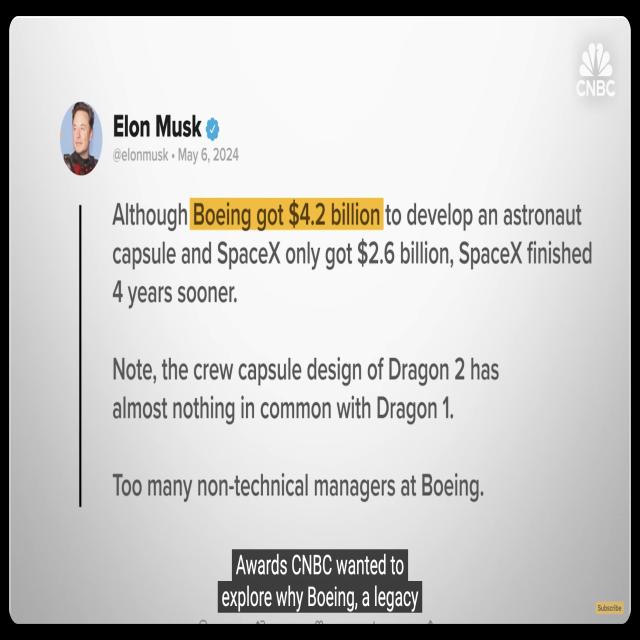 CNBC
Elon Musk
@elonmusk • May 6, 2024
Although Boeing got $4.2 billion to develop an astronaut
capsule and SpaceX only got $2.6 billion, SpaceX finished
4 years sooner.
Note, the crew capsule design of Dragon 2 has
almost nothing in common with Dragon 1.
Too many non-technical managers at Boeing.
Awards CNBC wanted to
explore why Boeing, a legacy
Subscribe